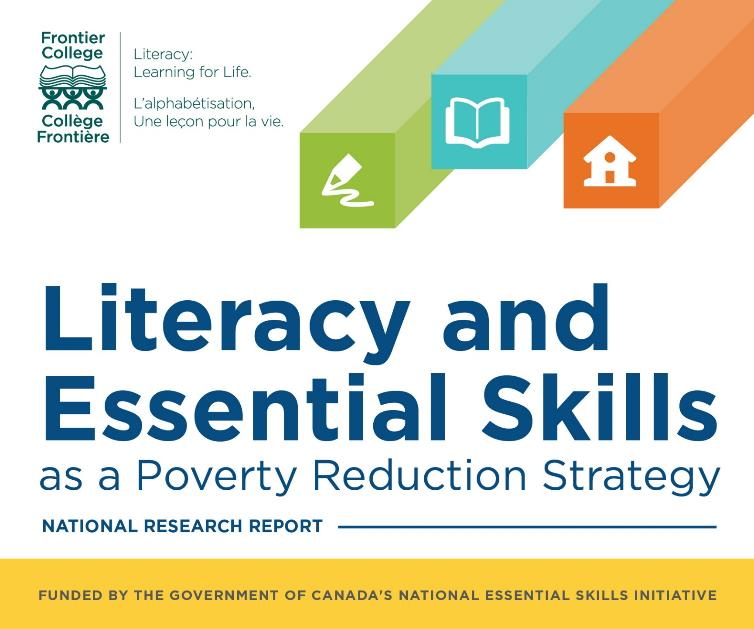 Frontier
College
Collège
Frontière
Literacy:
Learning for Life.
L'alphabétisation,
Une leçon pour la vie.
Literacy and
Essential Skills
as a Poverty Reduction Strategy
NATIONAL RESEARCH REPORT
FUNDED BY THE GOVERNMENT OF CANADA'S NATIONAL ESSENTIAL SKILLS INITIATIVE